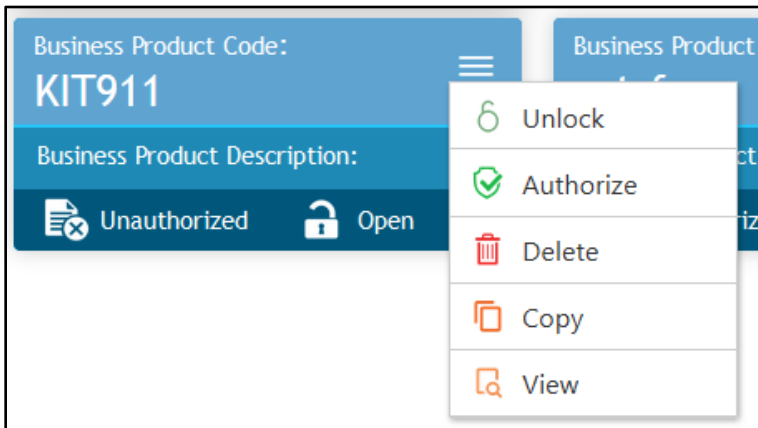 Business Product Code:
KIT911
Business Product Description:
Unauthorized Open
Business Product
Unlock
Authorize
Delete
Copy
View